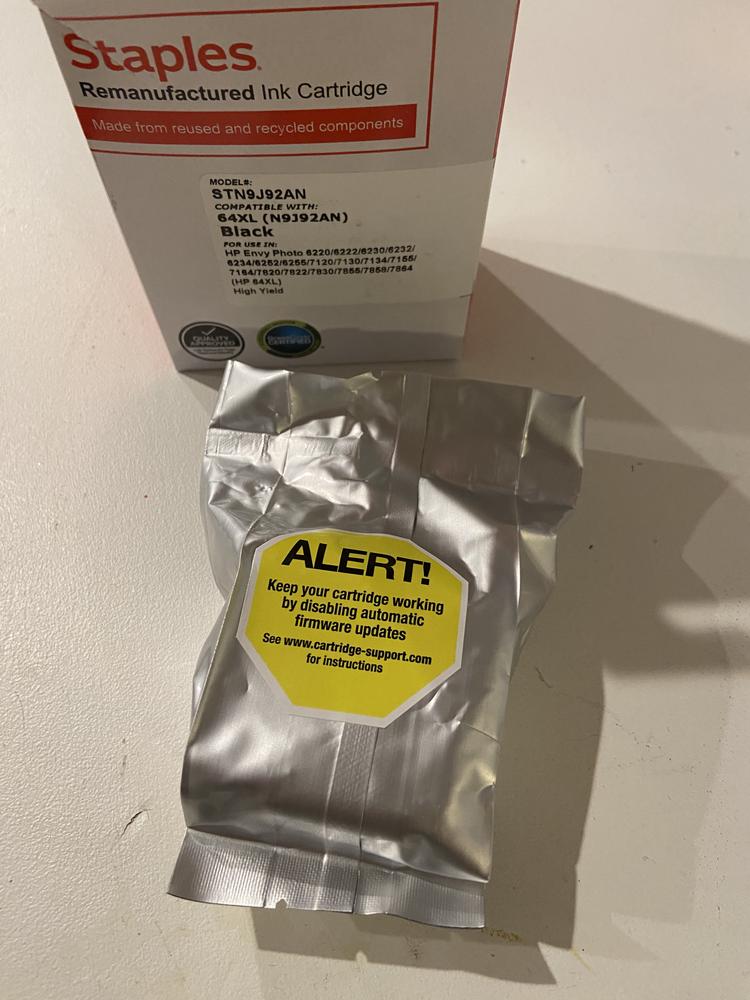 Staples.
Remanufactured Ink Cartridge
Made from reused and recycled components
MODEL#:
STN9J92AN
COMPATIBLE WITH:
64XL (N9J92AN)
Black
FOR USE IN:
HP Envy Photo 6220/6222/6230/6232/
6234/6252/6255/7120/7130/7134/7155/
7164/7820/7822/7830/7855/7858/7864
(HP 64XL)
High Yield
QUALITY
APPROVED
CERTIFIED
ALERT!
Keep your cartridge working
by disabling automatic
firmware updates
See www.cartridge-support.com
for instructions